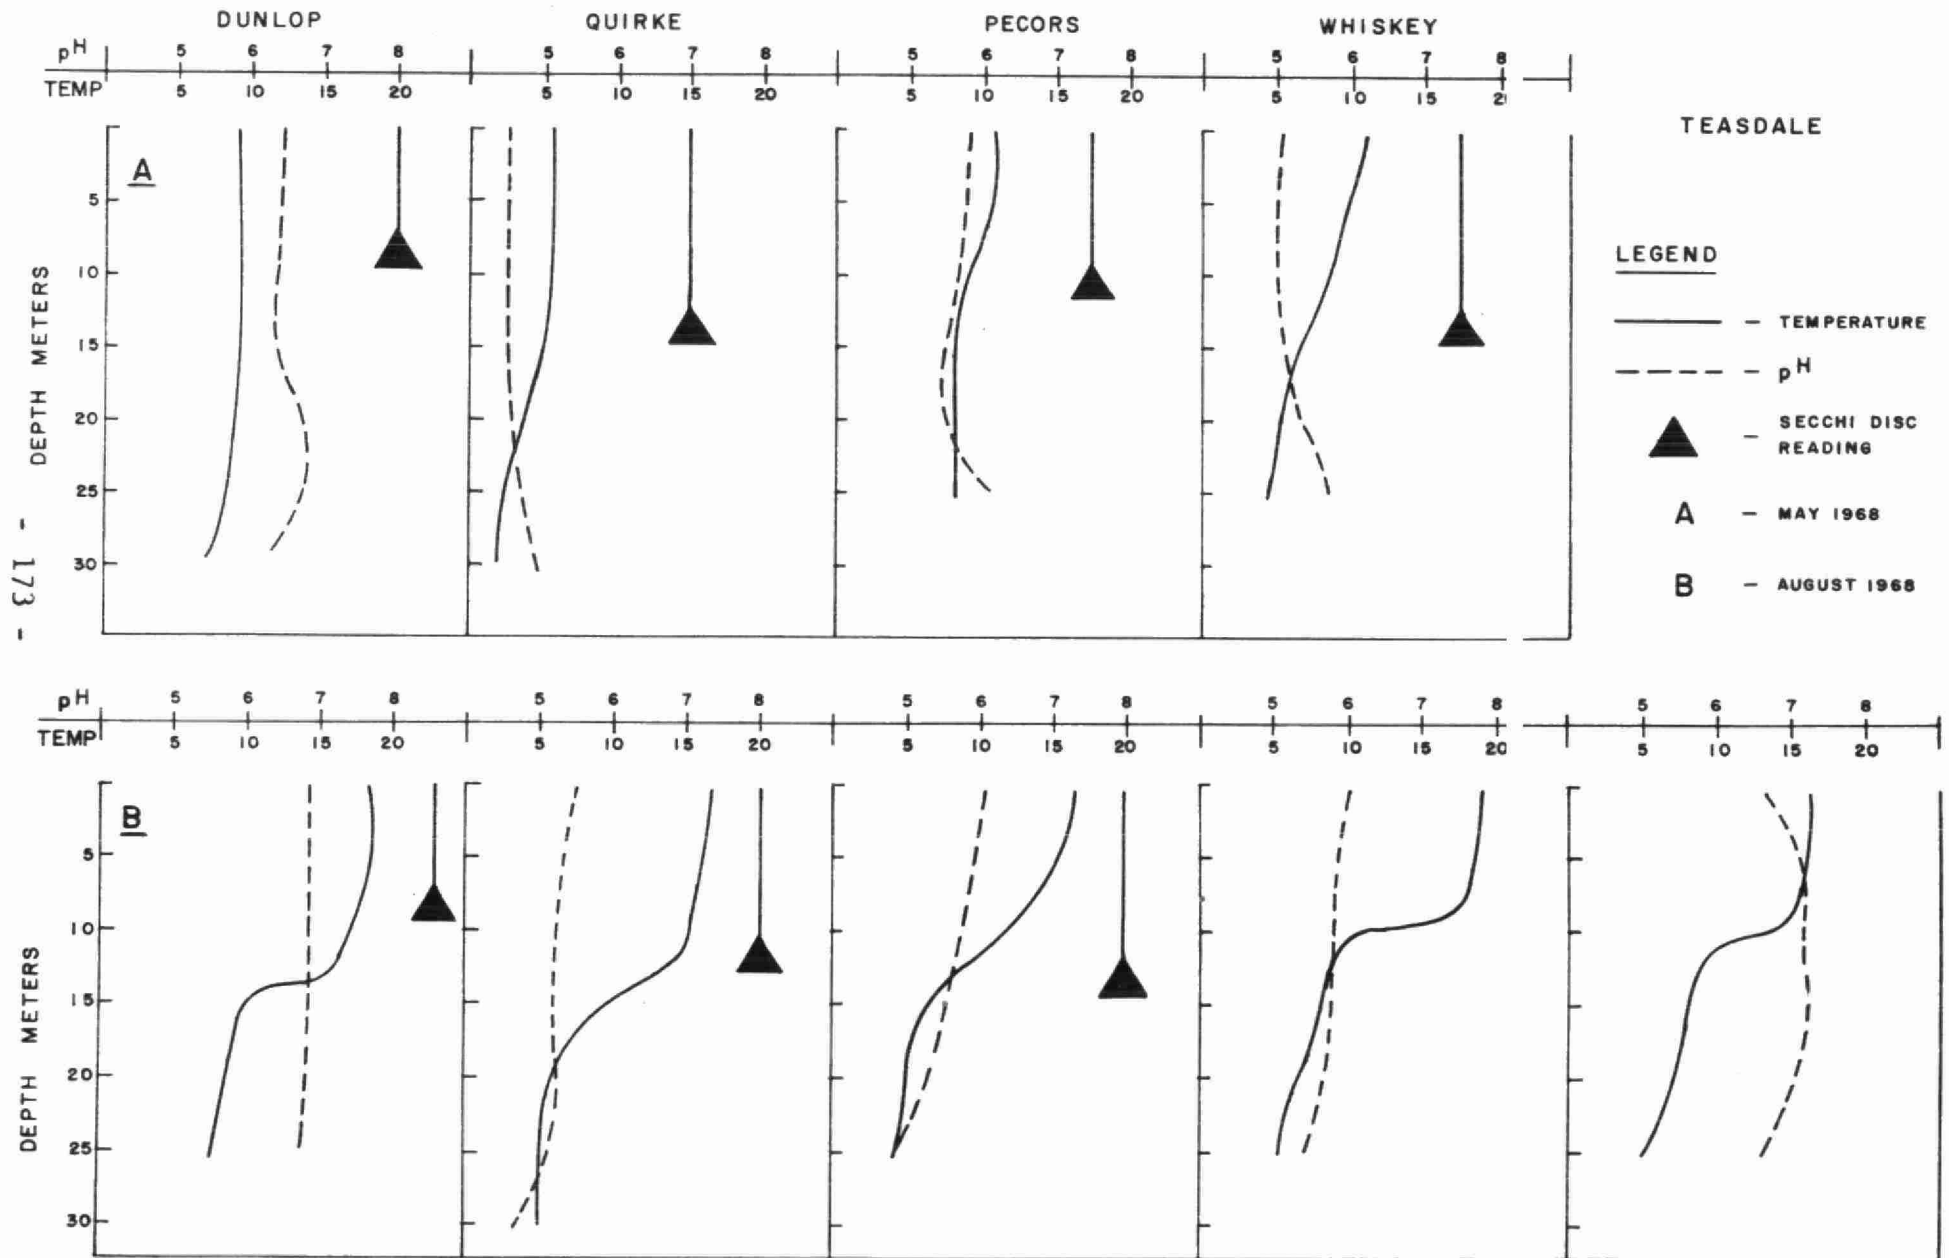 DUNLOP QUIRKE PECORS WHISKEY
pH 5 6 7 8 5 6 7 8 5 6 7 8 5 6 7 8
TEMP 5 10 15 20 5 10 15 20 5 10 15 20 5 10 15 2
TEASDALE
A
5
10
15
20
25
30
DEPTH METERS
- 173 -
LEGEND
— TEMPERATURE
— pH
— SECCHI DISC
READING
A — MAY 1968
B — AUGUST 1968
pH 5 6 7 8 5 6 7 8 5 6 7 8 5 6 7 8 5 6 7 8
TEMP 5 10 15 20 5 10 15 20 5 10 15 20 5 10 15 20 5 10 15 20
B
5
10
15
20
25
30
DEPTH METERS